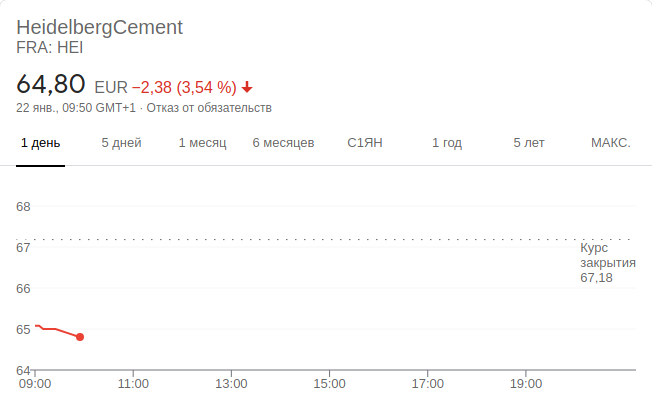 HeidelbergCement
FRA: HEI
64,80 EUR −2,38 (3,54 %)
22 янв., 09:50 GMT+1 · Отказ от обязательств
1 день 5 дней 1 месяц 6 месяцев С1ЯН 1 год 5 лет МАКС.
68
67
Курс
закрытия
67,18
66
65
64
09:00 11:00 13:00 15:00 17:00 19:00